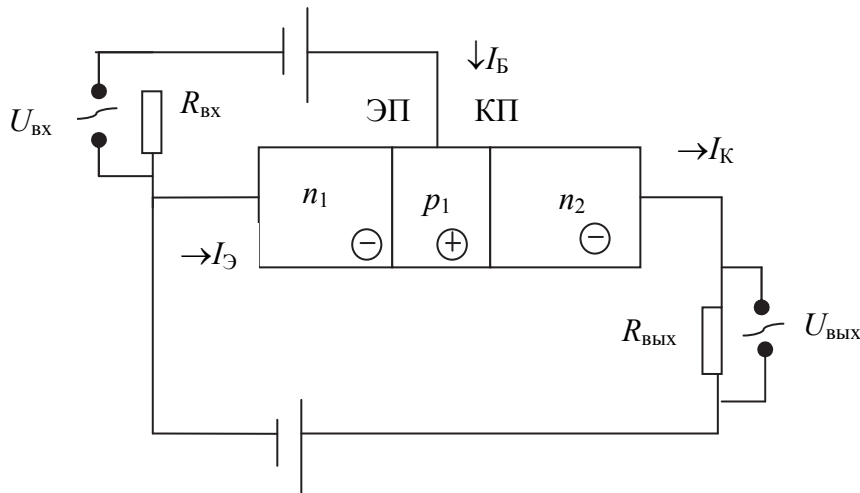 ↓IБ
Rвх
ЭП
КП
Uвх
→IК
n1
p1
n2
− + −
→IЭ
Rвых
Uвых